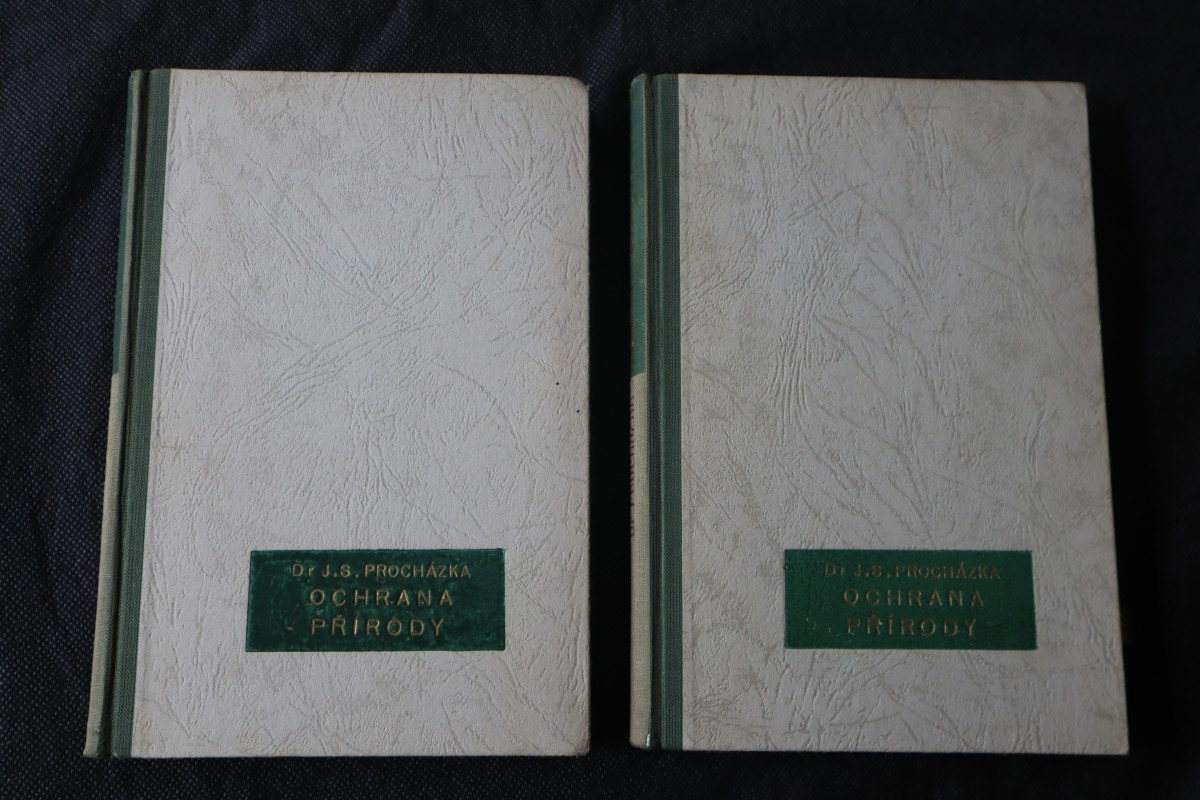 Dr J. S. PROCHÁZKA
OCHRANA
PŘÍRODY
Dr J. S. PROCHÁZKA
OCHRANA
PŘÍRODY